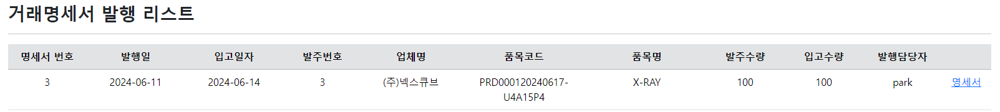 거래명세서 발행 리스트
명세서 번호 발행일 입고일자 발주번호 업체명 품목코드 품목명 발주수량 입고수량 발행담당자
3 2024-06-11 2024-06-14 3 (주)넥스큐브 PRD000120240617- X-RAY 100 100 park 명세서
U4A15P4